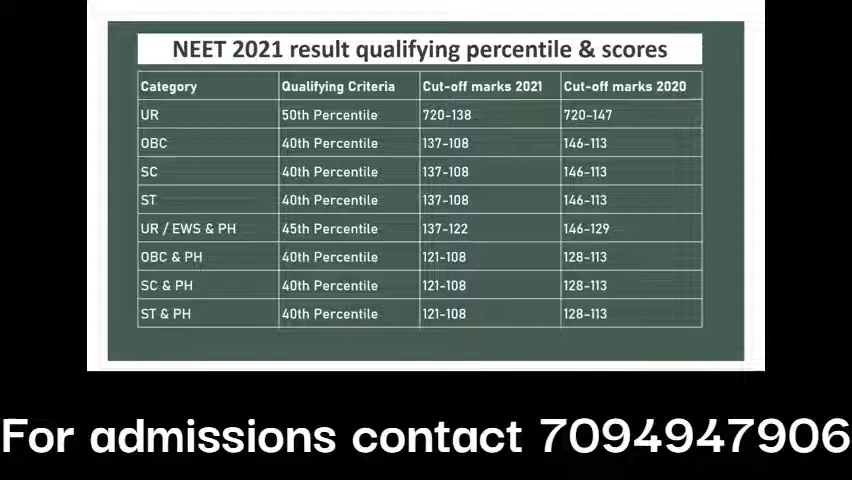 NEET 2021 result qualifying percentile & scores
Category Qualifying Criteria Cut-off marks 2021 Cut-off marks 2020
UR 50th Percentile 720-138 720-147
OBC 40th Percentile 137-108 146-113
SC 40th Percentile 137-108 146-113
ST 40th Percentile 137-108 146-113
UR / EWS & PH 45th Percentile 137-122 146-129
OBC & PH 40th Percentile 121-108 128-113
SC & PH 40th Percentile 121-108 128-113
ST & PH 40th Percentile 121-108 128-113
For admissions contact 7094947906